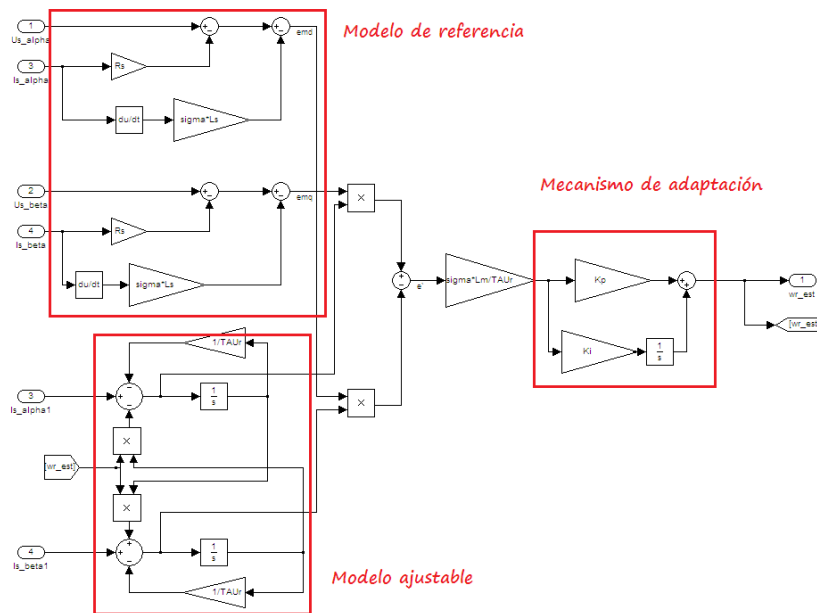 1
Us_alpha
emd
Modelo de referencia
3
Is_alpha
Rs
du/dt
sigma*Ls
2
Us_beta
emq
×
Mecanismo de adaptación
4
Is_beta
Rs
du/dt
sigma*Ls
e'
sigma*Lm/TAUr
Kp
1
wr_est
[wr_est
Ki
1
s
1/TAUr
3
Is_alpha1
1
s
×
×
[wr_est]
×
4
Is_beta1
1
s
1/TAUr
Modelo ajustable